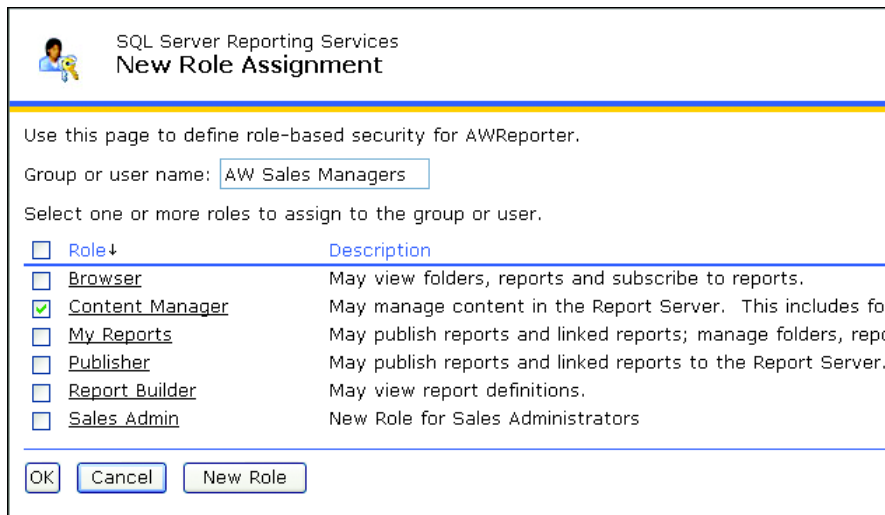 SQL Server Reporting Services
New Role Assignment
Use this page to define role-based security for AWReporter.
Group or user name: AW Sales Managers
Select one or more roles to assign to the group or user.
Role↓ Description
Browser May view folders, reports and subscribe to reports.
Content Manager May manage content in the Report Server. This includes fo
My Reports May publish reports and linked reports; manage folders, repo
Publisher May publish reports and linked reports to the Report Server.
Report Builder May view report definitions.
Sales Admin New Role for Sales Administrators
OK Cancel New Role